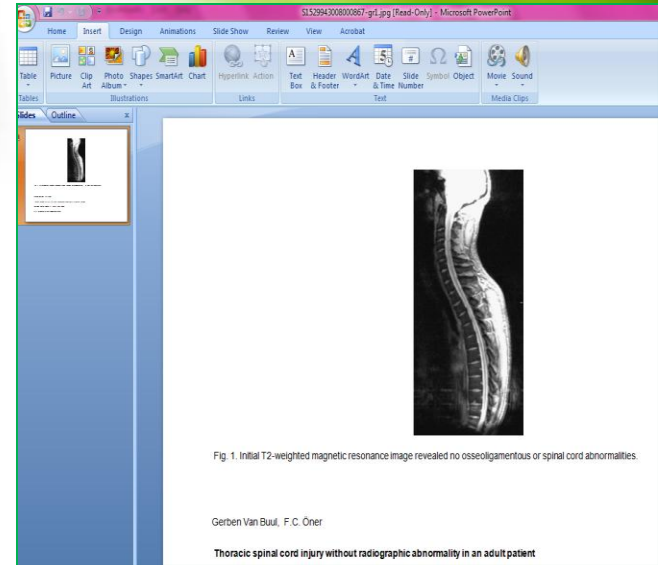 S1529943008000867-gr1.jpg [Read-Only] - Microsoft PowerPoint
Home Insert Design Animations Slide Show Review View Acrobat
Table Picture Clip Art Photo Album Shapes SmartArt Chart Hyperlink Action Text Box Header & Footer WordArt Date & Time Slide Number Symbol Object Movie Sound
Tables Illustrations Links Text Media Clips
Slides Outline x
Fig. 1. Initial T2-weighted magnetic resonance image revealed no osseoligamentous or spinal cord abnormalities.
Gerben Van Buul, F.C. Öner
Thoracic spinal cord injury without radiographic abnormality in an adult patient